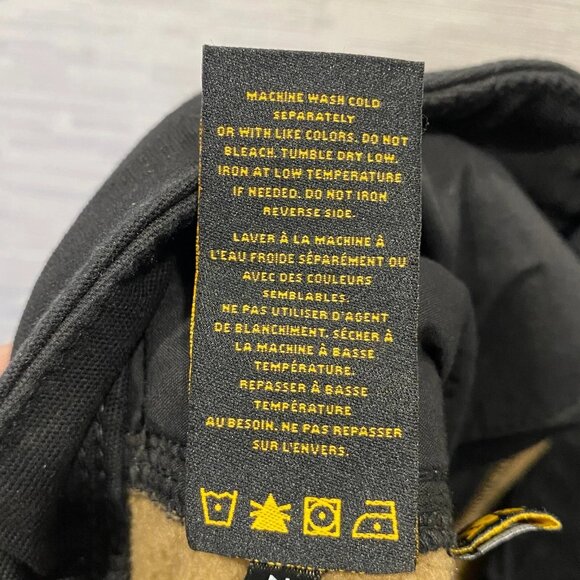 MACHINE WASH COLD
SEPARATELY
OR WITH LIKE COLORS. DO NOT
BLEACH. TUMBLE DRY LOW.
IRON AT LOW TEMPERATURE
IF NEEDED. DO NOT IRON
REVERSE SIDE.
LAVER À LA MACHINE À
L'EAU FROIDE SÉPARÉMENT OU
AVEC DES COULEURS
SEMBLABLES.
NE PAS UTILISER D'AGENT
DE BLANCHIMENT. SÉCHER À
LA MACHINE À BASSE
TEMPÉRATURE.
REPASSER À BASSE
TEMPÉRATURE
AU BESOIN. NE PAS REPASSER
SUR L'ENVERS.